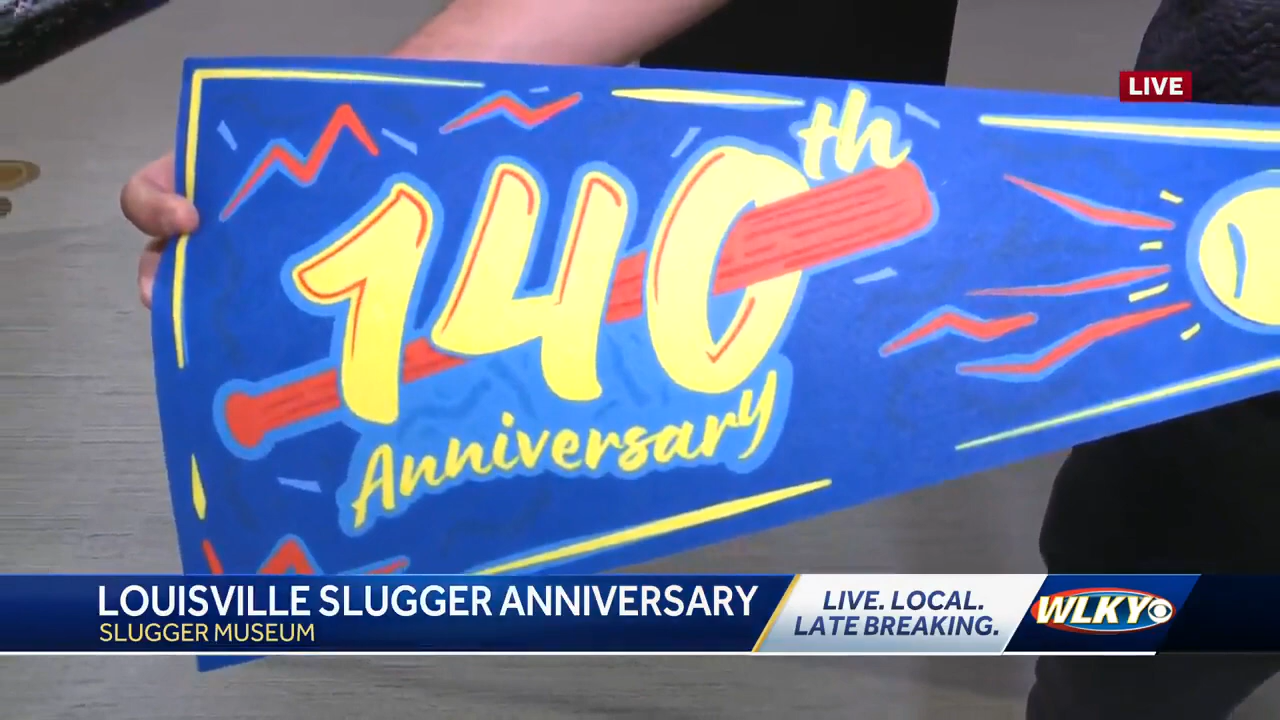 LIVE
140th
Anniversary
LOUISVILLE SLUGGER ANNIVERSARY
SLUGGER MUSEUM
LIVE. LOCAL.
LATE BREAKING.
WLKY